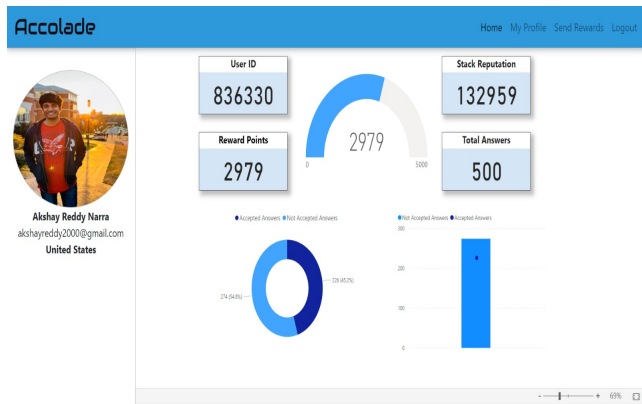 Accolade
Home My Profile Send Rewards Logout
User ID
836330
Stack Reputation
132959
Reward Points
2979
2979
0
5000
Total Answers
500
Akshay Reddy Narra
akshayreddy2000@gmail.com
United States
Accepted Answers Not Accepted Answers
274 (54.8%)
226 (45.2%)
Not Accepted Answers Accepted Answers
300
200
100
0
- + 69%